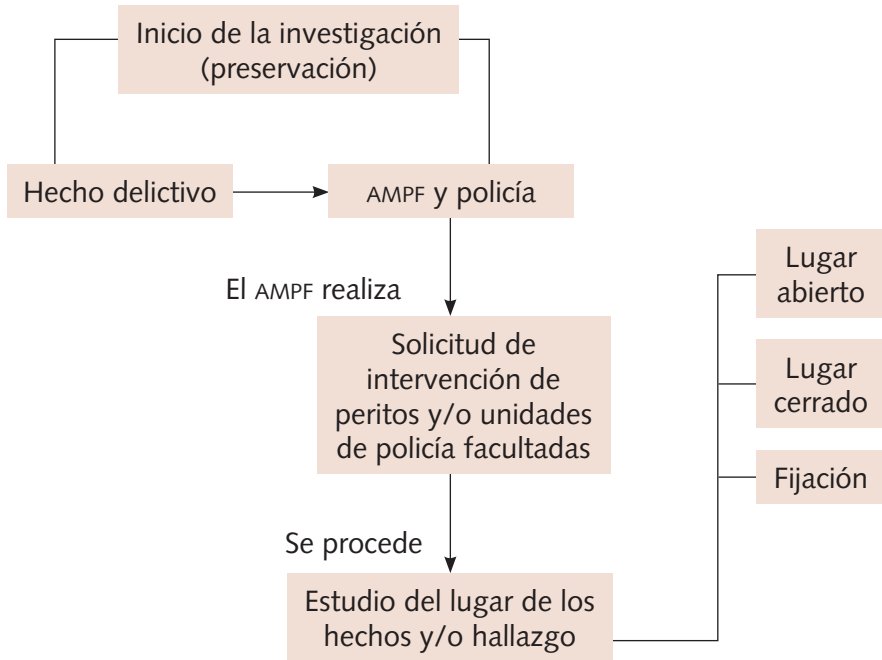 Inicio de la investigación
(preservación)
Hecho delictivo
AMPF y policía
El AMPF realiza
Solicitud de
intervención de
peritos y/o unidades
de policía facultadas
Se procede
Estudio del lugar de los
hechos y/o hallazgo
Lugar
abierto
Lugar
cerrado
Fijación